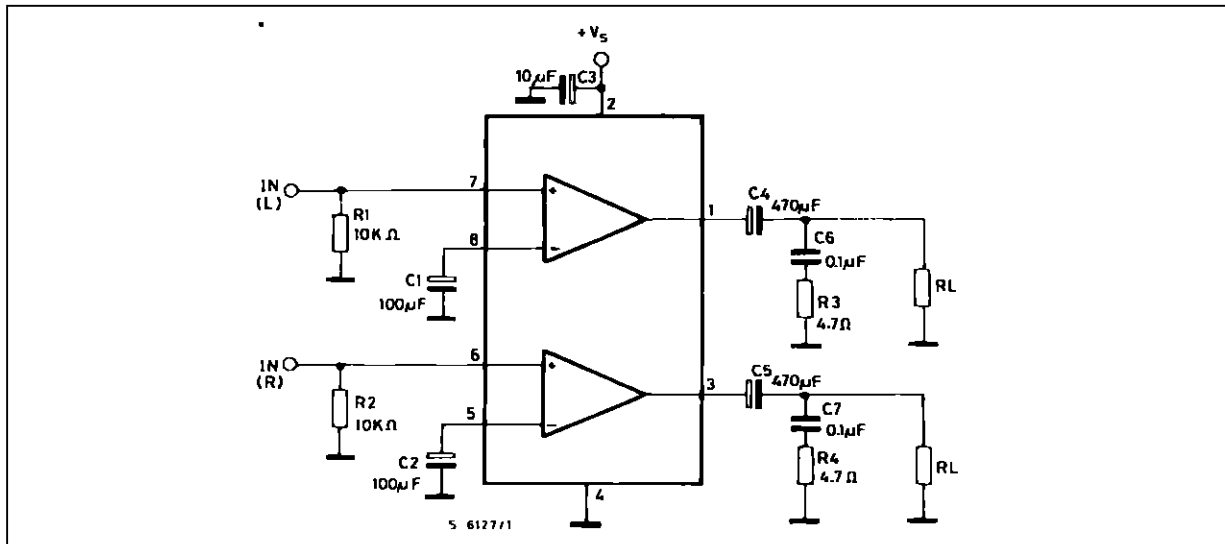 +Vs
10µF
C3
2
IN
(L)
7
R1
10KΩ
8
C1
100µF
1
C4
470µF
C6
0.1µF
R3
4.7Ω
RL
IN
(R)
6
R2
10KΩ
5
C2
100µF
3
C5
470µF
C7
0.1µF
R4
4.7Ω
RL
4
S 6127/1